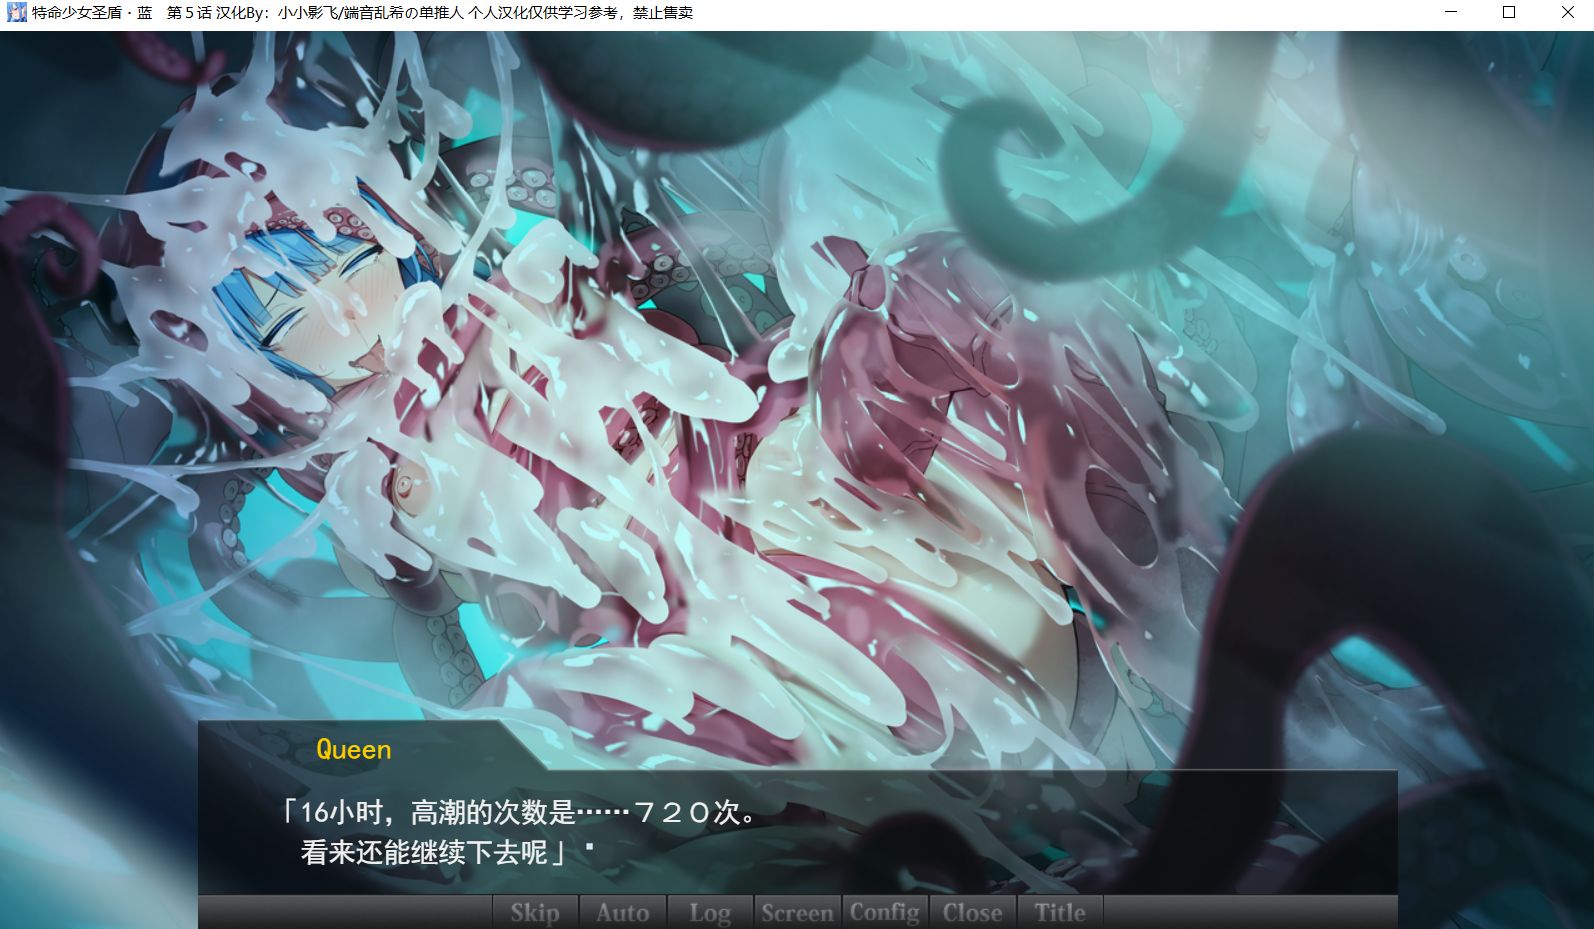 特命少女圣盾・蓝　第５话 汉化By：小小影飞/端音乱希の单推人 个人汉化仅供学习参考，禁止售卖
Queen
「16小时，高潮的次数是……７２０次。
看来还能继续下去呢」
Skip Auto Log Screen Config Close Title